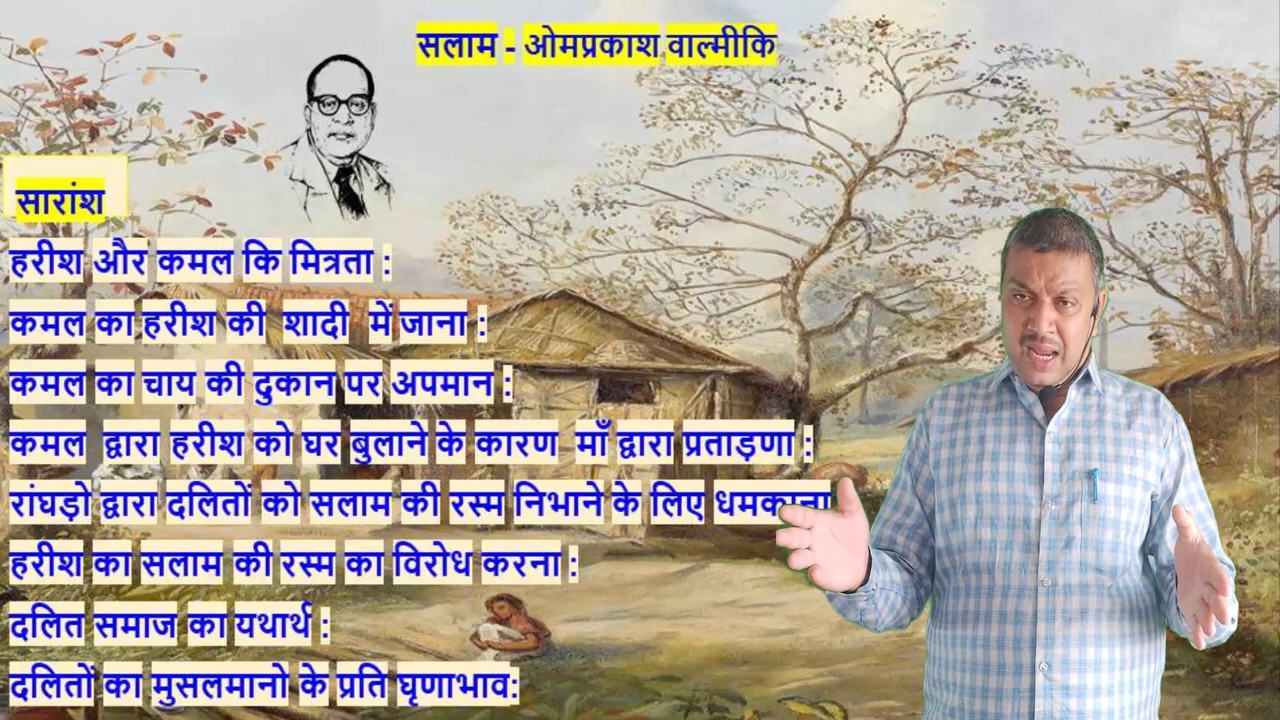 सलाम - ओमप्रकाश वाल्मीकि
सारांश
हरीश और कमल कि मित्रता :
कमल का हरीश की शादी में जाना :
कमल का चाय की दुकान पर अपमान :
कमल द्वारा हरीश को घर बुलाने के कारण माँ द्वारा प्रताड़णा :
रांघड़ो द्वारा दलितों को सलाम की रस्म निभाने के लिए धमकाना
हरीश का सलाम की रस्म का विरोध करना :
दलित समाज का यथार्थ :
दलितों का मुसलमानो के प्रति घृणाभाव: